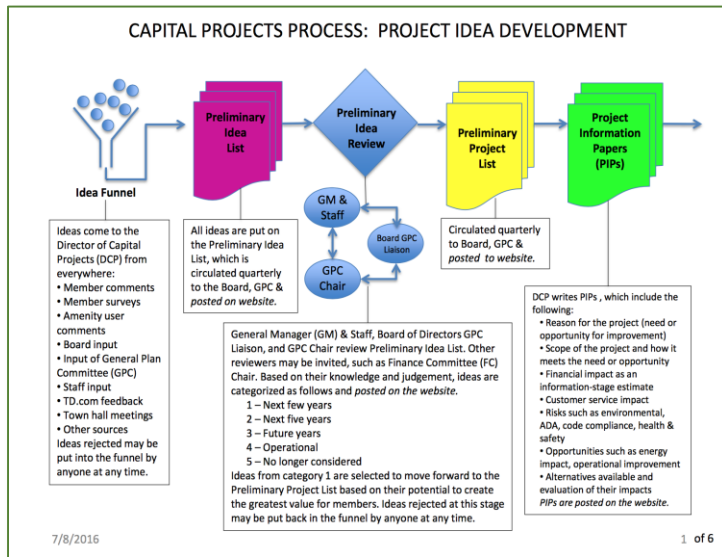 CAPITAL PROJECTS PROCESS: PROJECT IDEA DEVELOPMENT
Idea Funnel
Preliminary
Idea
List
Preliminary
Idea
Review
Preliminary
Project
List
Project
Information
Papers
(PIPs)
GM &
Staff
Board GPC
Liaison
GPC
Chair
Ideas come to the
Director of Capital
Projects (DCP) from
everywhere:
• Member comments
• Member surveys
• Amenity user
comments
• Board input
• Input of General Plan
Committee (GPC)
• Staff input
• TD.com feedback
• Town hall meetings
• Other sources
Ideas rejected may be
put into the funnel by
anyone at any time.
All ideas are put on
the Preliminary Idea
List, which is
circulated quarterly
to the Board, GPC &
posted on website.
General Manager (GM) & Staff, Board of Directors GPC
Liaison, and GPC Chair review Preliminary Idea List. Other
reviewers may be invited, such as Finance Committee (FC)
Chair. Based on their knowledge and judgement, ideas are
categorized as follows and posted on the website.
1 – Next few years
2 – Next five years
3 – Future years
4 – Operational
5 – No longer considered
Ideas from category 1 are selected to move forward to the
Preliminary Project List based on their potential to create
the greatest value for members. Ideas rejected at this stage
may be put back in the funnel by anyone at any time.
Circulated quarterly
to Board, GPC &
posted to website.
DCP writes PIPs , which include the
following:
• Reason for the project (need or
opportunity for improvement)
• Scope of the project and how it
meets the need or opportunity
• Financial impact as an
information-stage estimate
• Customer service impact
• Risks such as environmental,
ADA, code compliance, health &
safety
• Opportunities such as energy
impact, operational improvement
• Alternatives available and
evaluation of their impacts
PIPs are posted on the website.
7/8/2016
1 of 6